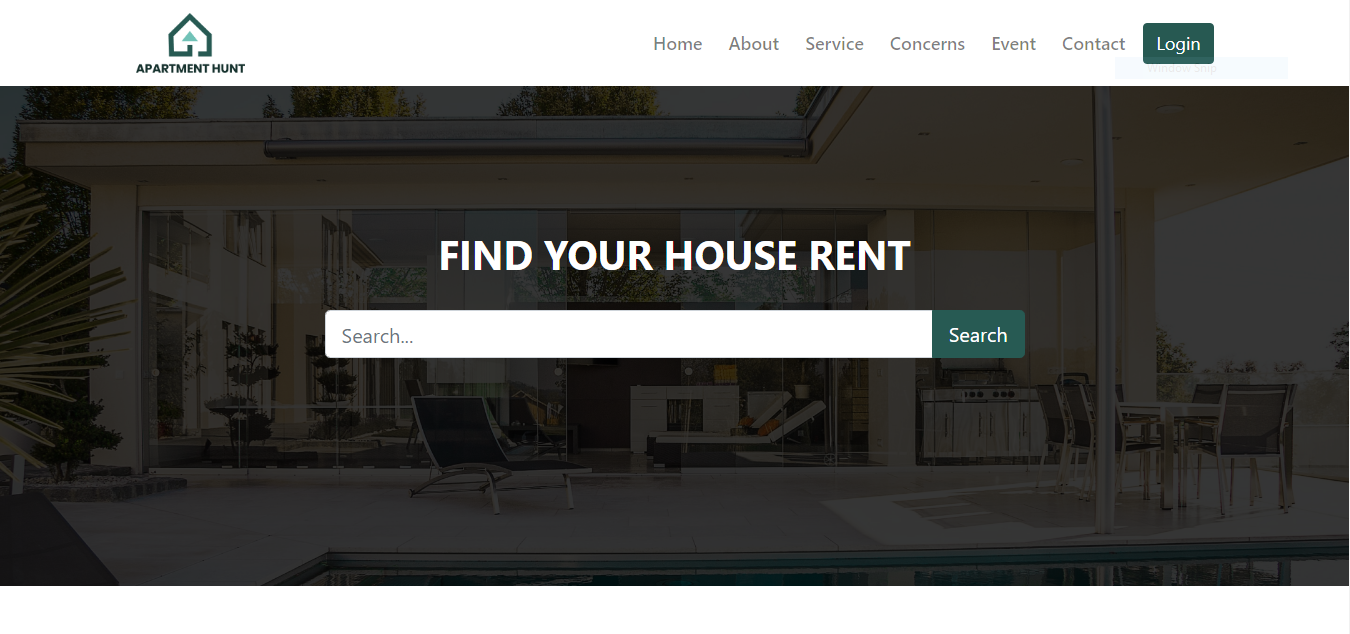 APARTMENT HUNT
Home About Service Concerns Event Contact Login
Window Snip
FIND YOUR HOUSE RENT
Search... Search